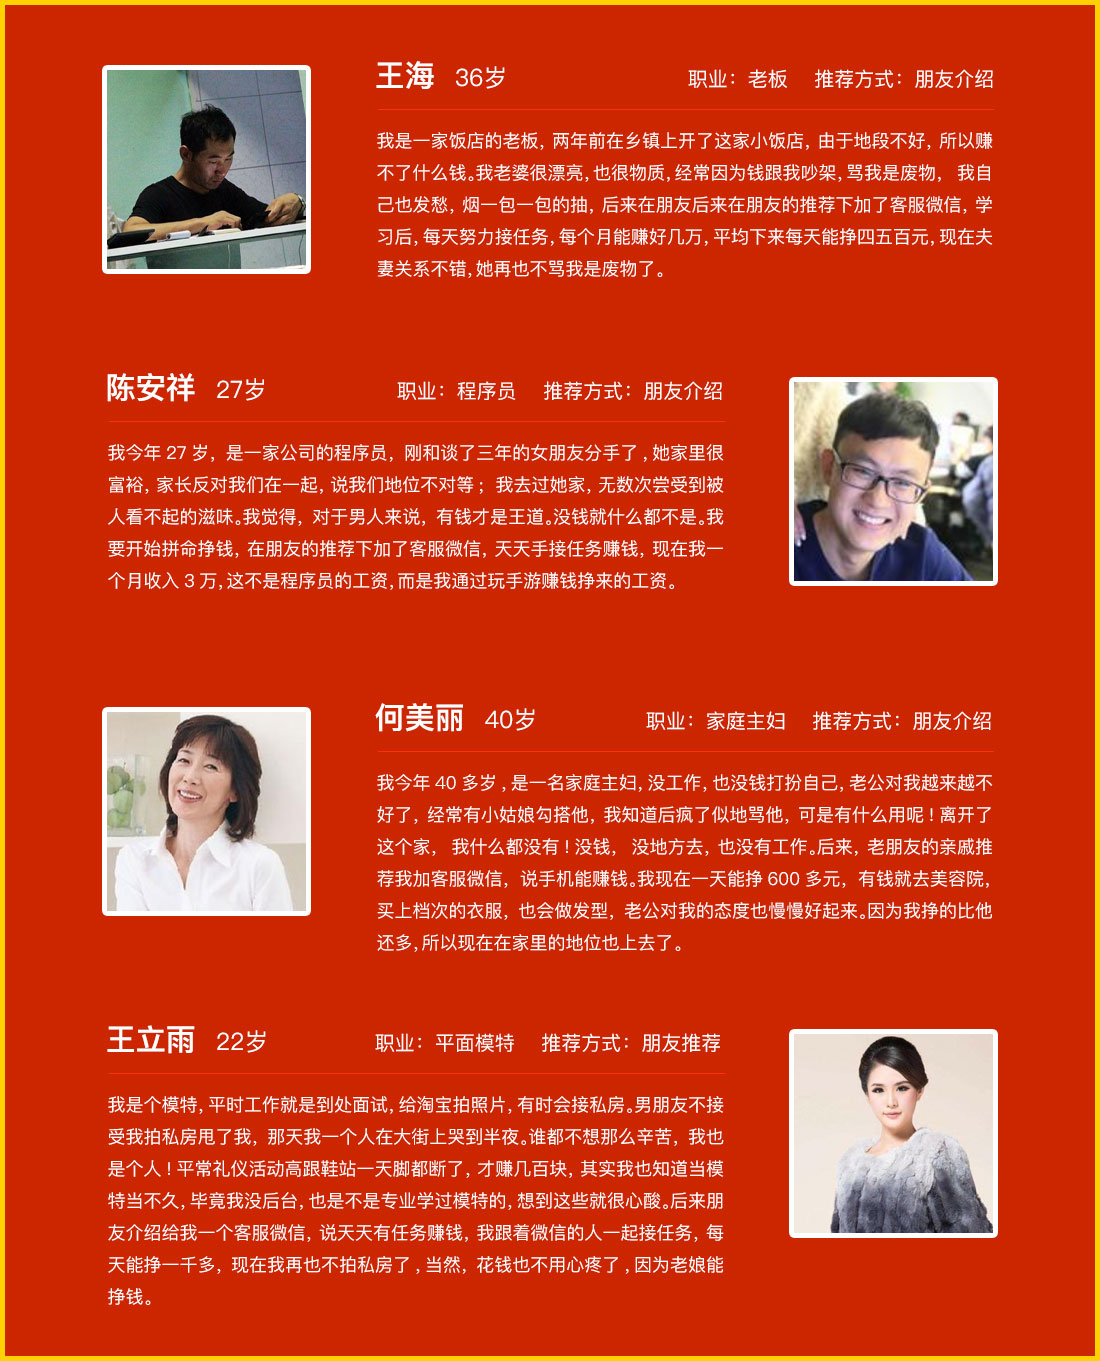 王海 36岁 职业：老板 推荐方式：朋友介绍
我是一家饭店的老板，两年前在乡镇上开了这家小饭店，由于地段不好，所以赚
不了什么钱。我老婆很漂亮，也很物质，经常因为钱跟我吵架，骂我是废物， 我自
己也发愁，烟一包一包的抽，后来在朋友后来在朋友的推荐下加了客服微信，学
习后，每天努力接任务，每个月能赚好几万，平均下来每天能挣四五百元，现在夫
妻关系不错，她再也不骂我是废物了。
陈安祥 27岁 职业：程序员 推荐方式：朋友介绍
我今年 27 岁，是一家公司的程序员，刚和谈了三年的女朋友分手了，她家里很
富裕，家长反对我们在一起，说我们地位不对等；我去过她家，无数次尝受到被
人看不起的滋味。我觉得，对于男人来说，有钱才是王道。没钱就什么都不是。我
要开始拼命挣钱，在朋友的推荐下加了客服微信，天天手接任务赚钱，现在我一
个月收入 3 万，这不是程序员的工资，而是我通过玩手游赚钱挣来的工资。
何美丽 40岁 职业：家庭主妇 推荐方式：朋友介绍
我今年 40 多岁，是一名家庭主妇，没工作，也没钱打扮自己，老公对我越来越不
好了，经常有小姑娘勾搭他，我知道后疯了似地骂他，可是有什么用呢！离开了
这个家， 我什么都没有！没钱， 没地方去，也没有工作。后来，老朋友的亲戚推
荐我加客服微信，说手机能赚钱。我现在一天能挣 600 多元，有钱就去美容院，
买上档次的衣服，也会做发型，老公对我的态度也慢慢好起来。因为我挣的比他
还多，所以现在在家里的地位也上去了。
王立雨 22岁 职业：平面模特 推荐方式：朋友推荐
我是个模特，平时工作就是到处面试，给淘宝拍照片，有时会接私房。男朋友不接
受我拍私房甩了我，那天我一个人在大街上哭到半夜。谁都不想那么辛苦，我也
是个人！平常礼仪活动高跟鞋站一天脚都断了，才赚几百块，其实我也知道当模
特当不久，毕竟我没后台，也是不是专业学过模特的，想到这些就很心酸。后来朋
友介绍给我一个客服微信，说天天有任务赚钱，我跟着微信的人一起接任务，每
天能挣一千多，现在我再也不拍私房了，当然，花钱也不用心疼了，因为老娘能
挣钱。